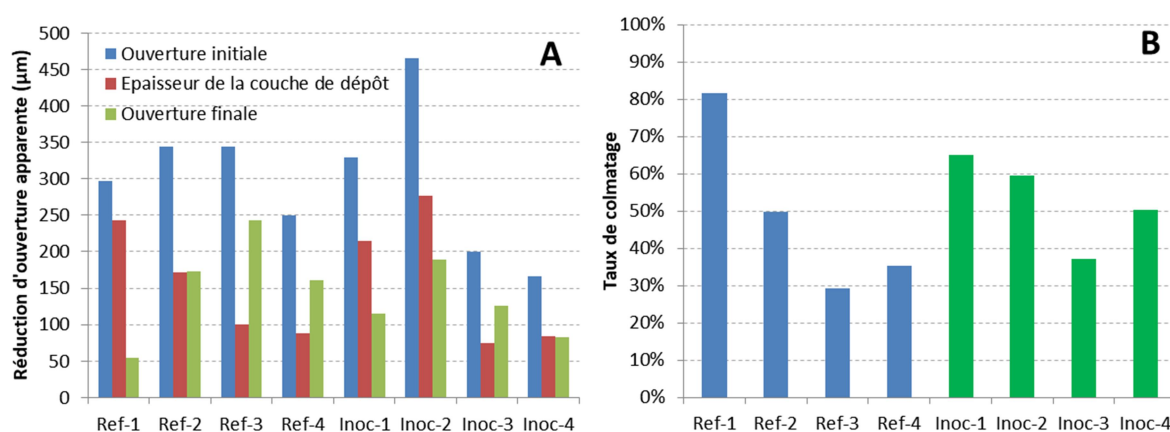 A
Réduction d'ouverture apparente (µm)
500
450
400
350
300
250
200
150
100
50
0
Ouverture initiale
Epaisseur de la couche de dépôt
Ouverture finale
Ref-1 Ref-2 Ref-3 Ref-4 Inoc-1 Inoc-2 Inoc-3 Inoc-4
B
Taux de colmatage
100%
90%
80%
70%
60%
50%
40%
30%
20%
10%
0%
Ref-1 Ref-2 Ref-3 Ref-4 Inoc-1 Inoc-2 Inoc-3 Inoc-4